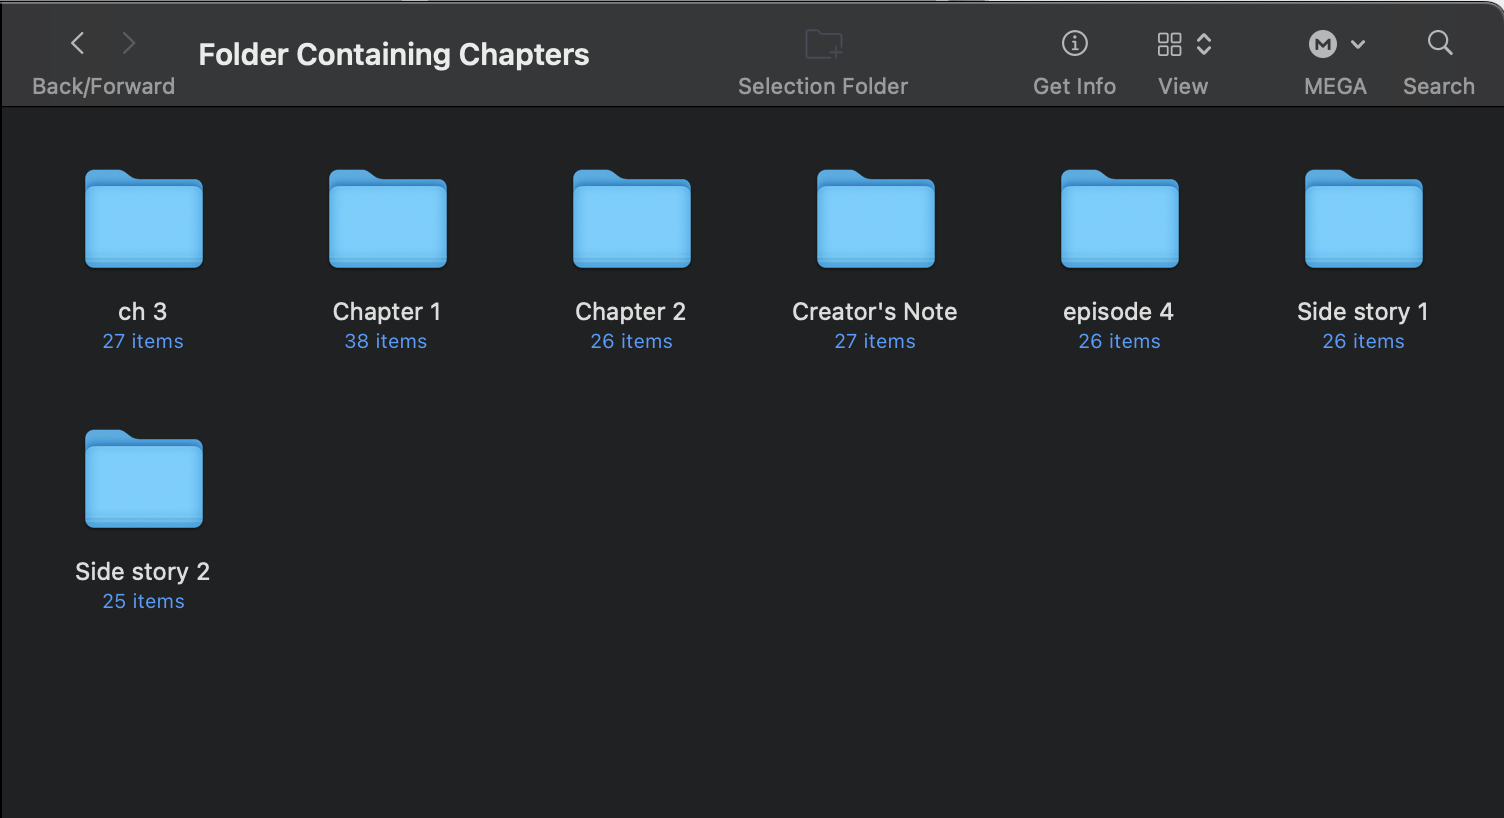 Folder Containing Chapters
Back/Forward
Selection Folder
Get Info
View
M
MEGA
Search
ch 3
27 items
Chapter 1
38 items
Chapter 2
26 items
Creator's Note
27 items
episode 4
26 items
Side story 1
26 items
Side story 2
25 items